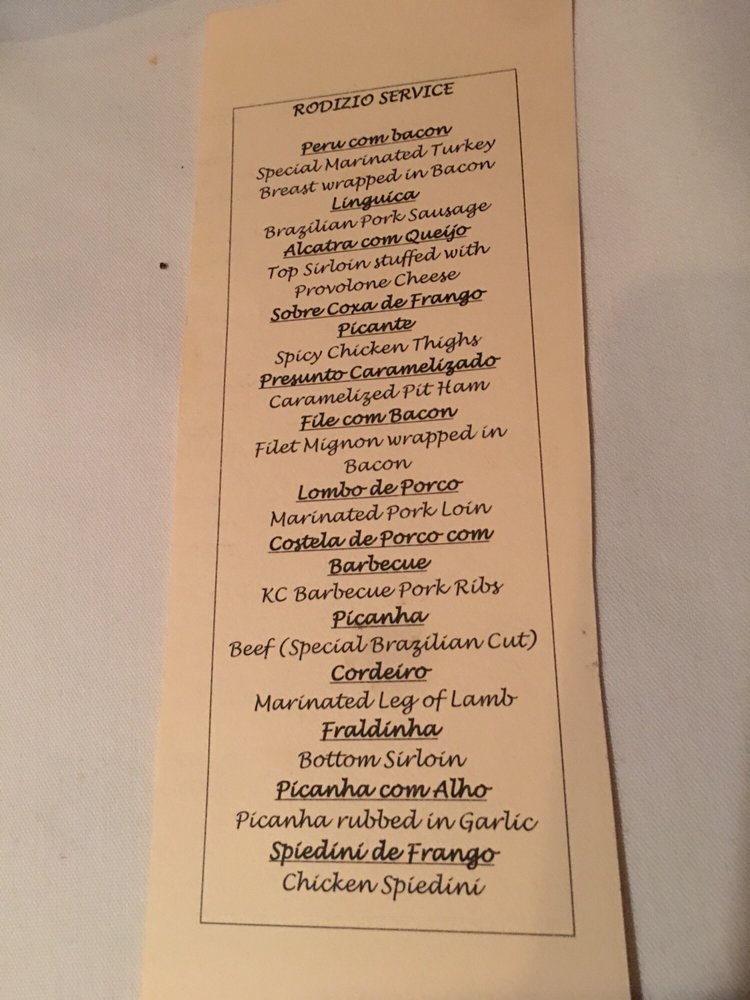 RODIZIO SERVICE
Peru com bacon
Special Marinated Turkey
Breast wrapped in Bacon
Linguica
Brazilian Pork Sausage
Alcatra com Queijo
Top Sirloin stuffed with
Provolone Cheese
Sobre Coxa de Frango
Picante
Spicy Chicken Thighs
Presunto Caramelizado
Caramelized Pit Ham
File com Bacon
Filet Mignon wrapped in
Bacon
Lombo de Porco
Marinated Pork Loin
Costela de Porco com
Barbecue
KC Barbecue Pork Ribs
Picanha
Beef (Special Brazilian Cut)
Cordeiro
Marinated Leg of Lamb
Fraldinha
Bottom Sirloin
Picanha com Alho
Picanha rubbed in Garlic
Spiedini de Frango
Chicken Spiedini